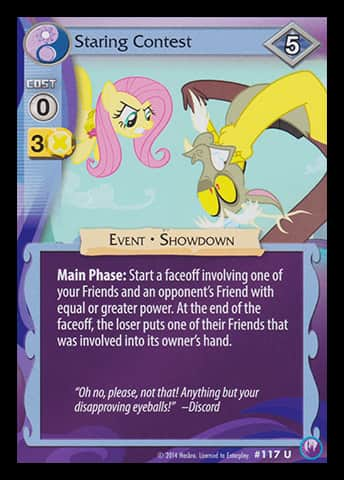 Staring Contest
5
COST
0
3
EVENT • SHOWDOWN
Main Phase: Start a faceoff involving one of
your Friends and an opponent's Friend with
equal or greater power. At the end of the
faceoff, the loser puts one of their Friends that
was involved into its owner's hand.
"Oh no, please, not that! Anything but your
disapproving eyeballs!" –Discord
© 2014 Hasbro. Licensed to Enterplay. #117 U